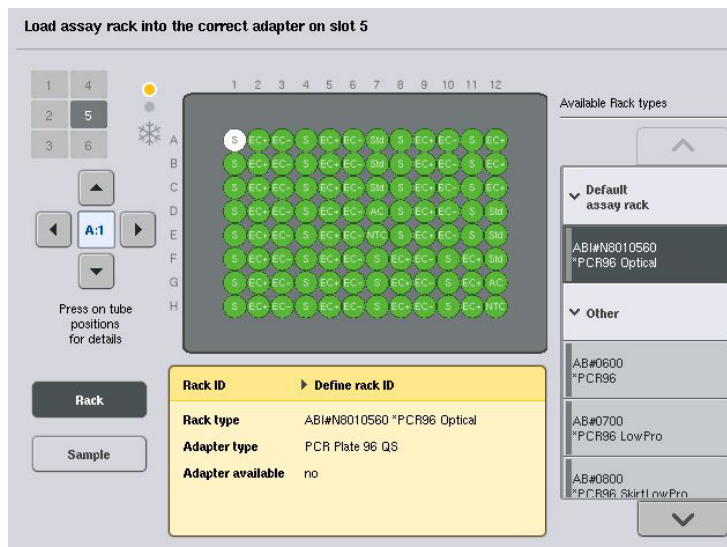 Load assay rack into the correct adapter on slot 5
1 4
2 5
3 6
1 2 3 4 5 6 7 8 9 10 11 12
A S EC+ EC- S EC+ EC- Std S EC+ EC- S EC+
B S EC+ EC- S EC+ EC- Std S EC+ EC- S EC+
C S EC+ EC- S EC+ EC- Std S EC+ EC- S EC+
D S EC+ EC- S EC+ EC- AC S EC+ EC- S Std
E S EC+ EC- S EC+ EC- NTC S EC+ EC- S Std
F S EC+ EC- S EC+ EC- S EC+ EC- S EC+ Std
G S EC+ EC- S EC+ EC- S EC+ EC- S EC+ AC
H S EC+ EC- S EC+ EC- S EC+ EC- S EC+ NTC
A:1
Press on tube
positions
for details
Rack
Sample
Rack ID Define rack ID
Rack type ABI#N8010560 *PCR96 Optical
Adapter type PCR Plate 96 QS
Adapter available no
Available Rack types
Default
assay rack
ABI#N8010560
*PCR96 Optical
Other
AB#0600
*PCR96
AB#0700
*PCR96 LowPro
AB#0800
*PCR96 SkirtLowPro